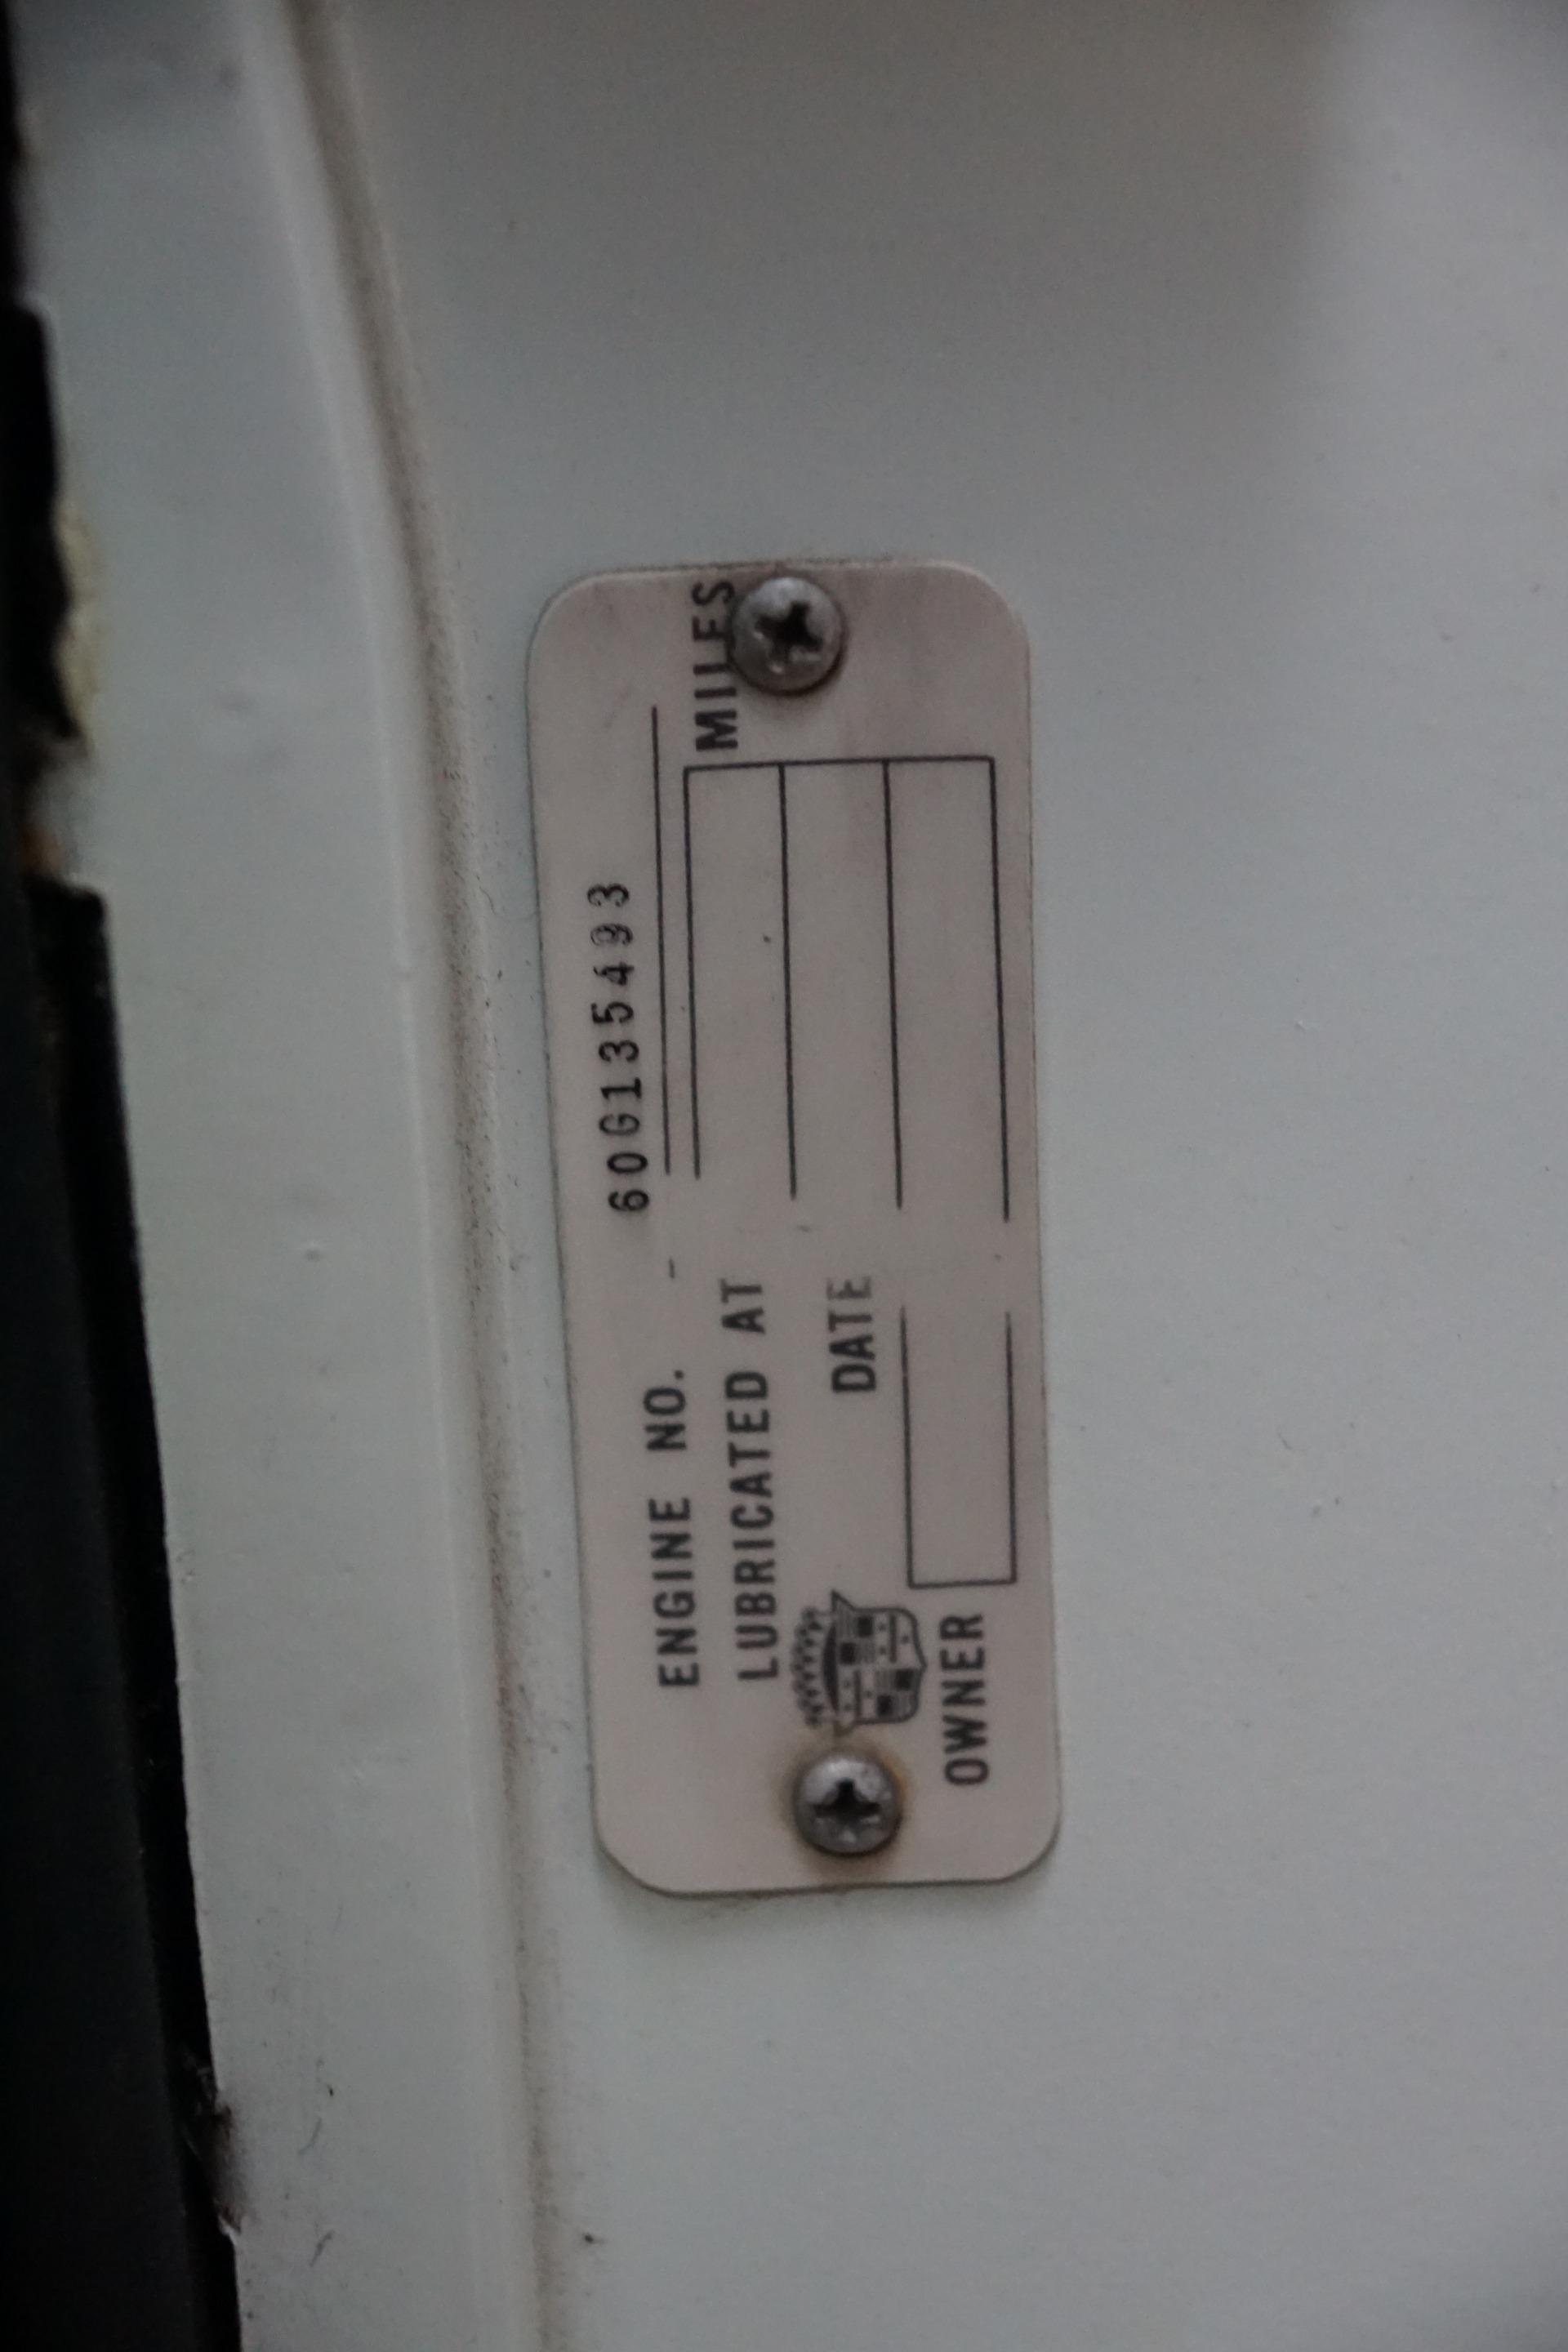 ENGINE NO. 60G135493
LUBRICATED AT MILES
DATE
OWNER